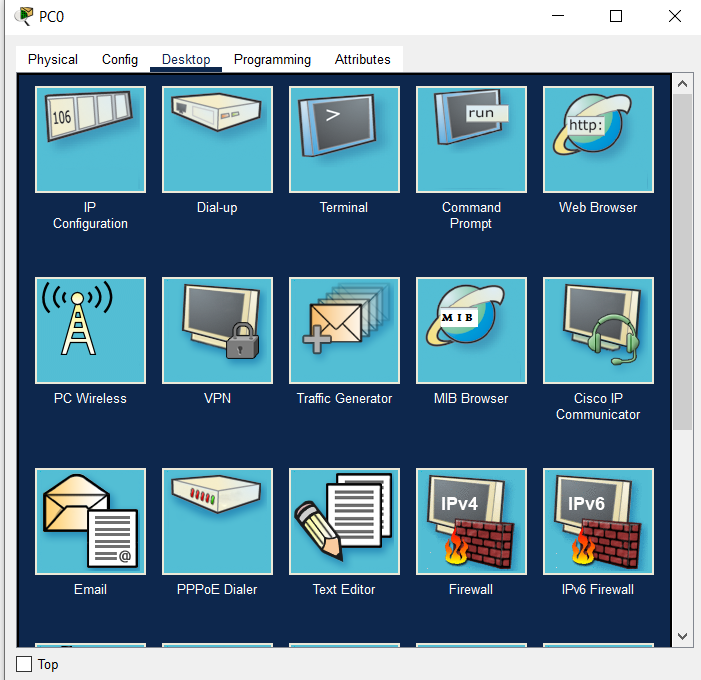 PC0
Physical Config Desktop Programming Attributes
106
>
run
http:
IP
Configuration
Dial-up
Terminal
Command
Prompt
Web Browser
MIB
PC Wireless
VPN
Traffic Generator
MIB Browser
Cisco IP
Communicator
@
IPv4
IPv6
Email
PPPoE Dialer
Text Editor
Firewall
IPv6 Firewall
Top